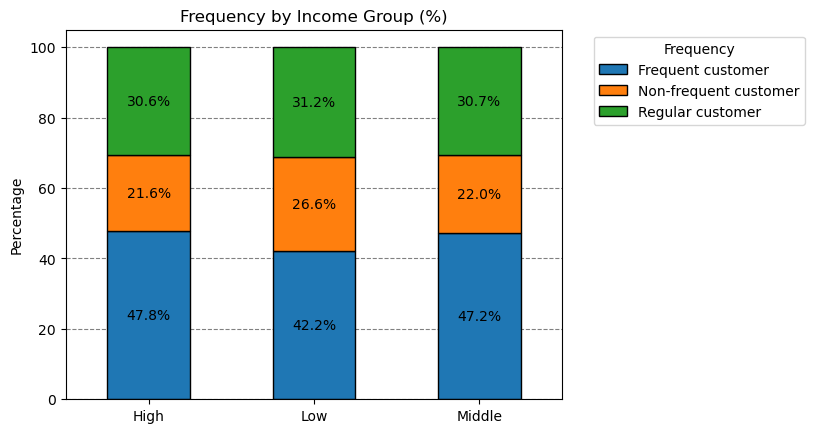 Frequency by Income Group (%)
Percentage
100
80
60
40
20
0
30.6%
31.2%
30.7%
21.6%
26.6%
22.0%
47.8%
42.2%
47.2%
High
Low
Middle
Frequency
Frequent customer
Non-frequent customer
Regular customer